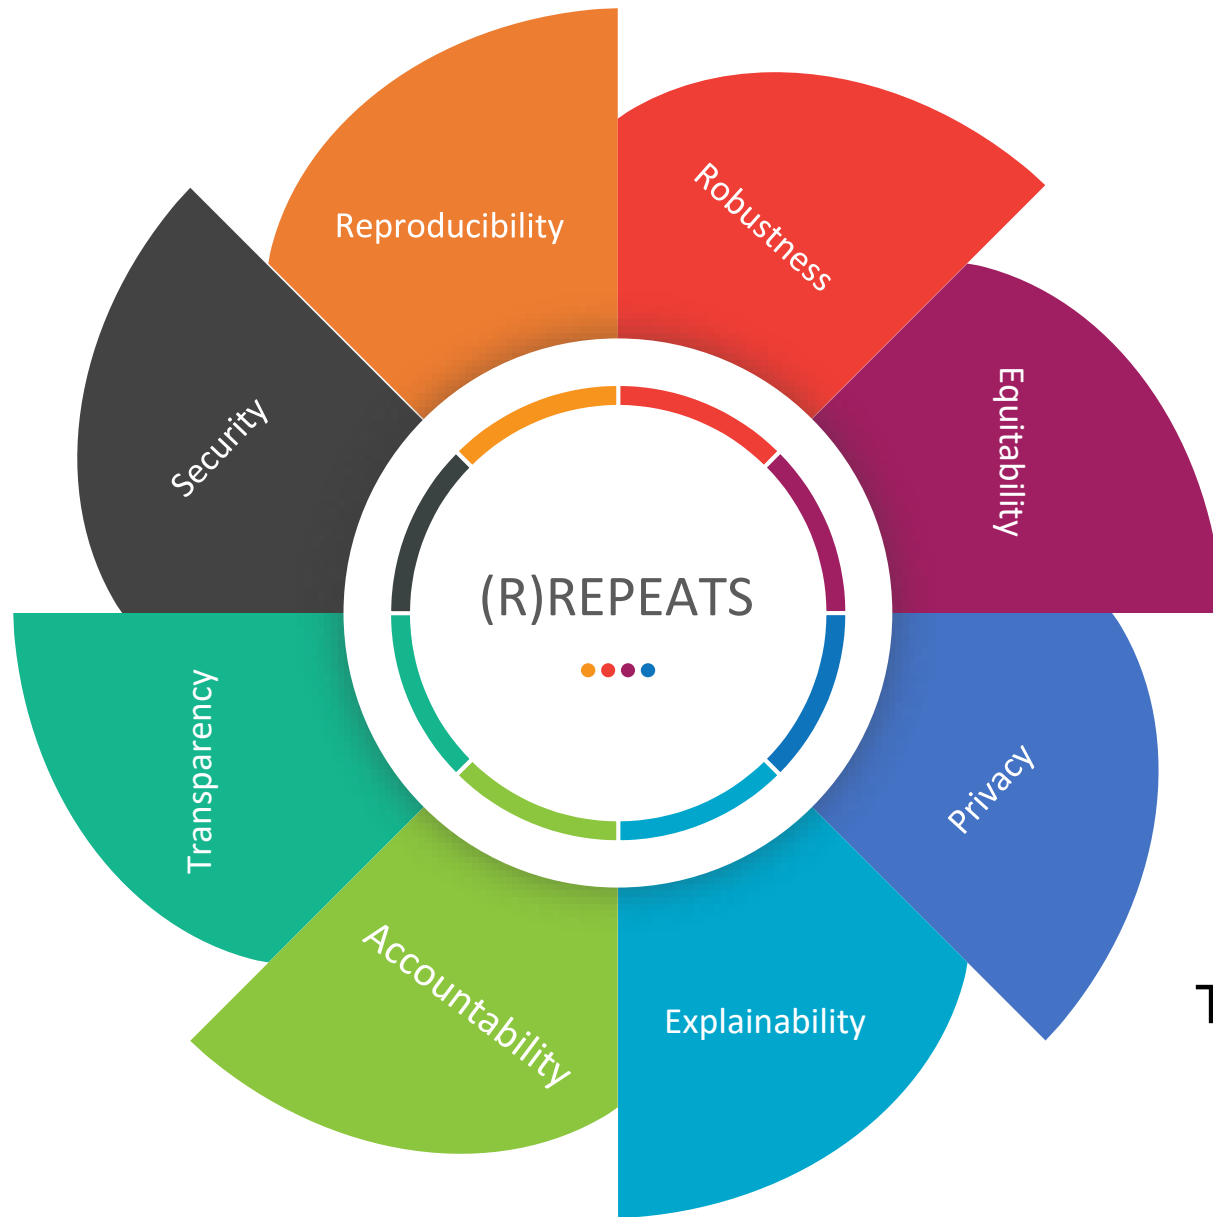 Reproducibility
Robustness
Equitability
Privacy
Explainability
Accountability
Transparency
Security
(R)REPEATS
T